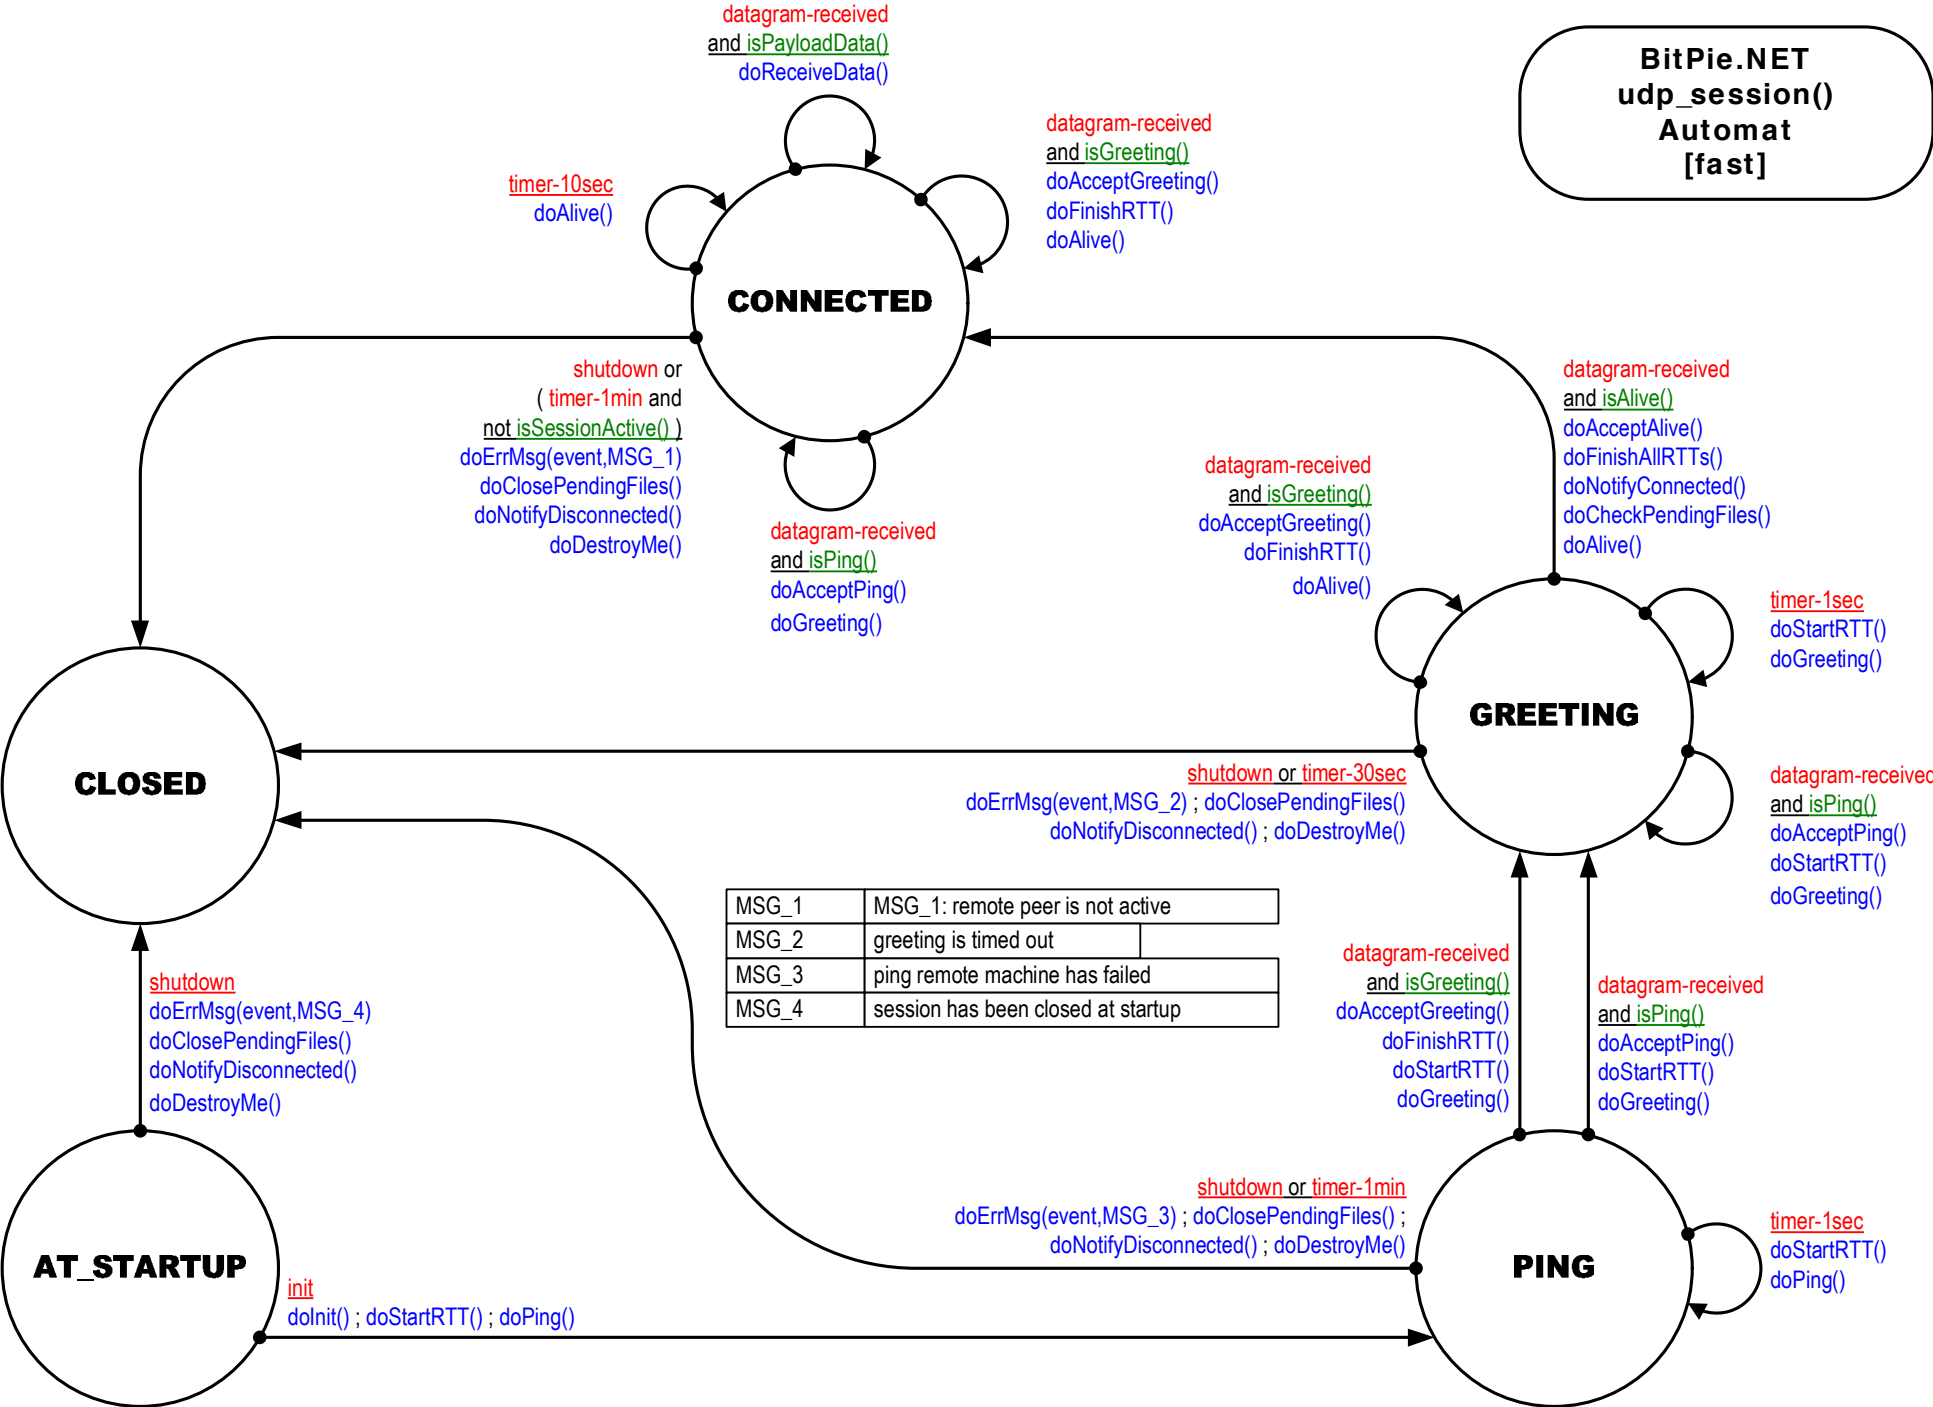 datagram-received
and isPayloadData()
doReceiveData()
BitPie.NET
udp_session()
Automat
[fast]
datagram-received
and isGreeting()
doAcceptGreeting()
doFinishRTT()
doAlive()
timer-10sec
doAlive()
CONNECTED
shutdown or
( timer-1min and
not isSessionActive() )
doErrMsg(event,MSG_1)
doClosePendingFiles()
doNotifyDisconnected()
doDestroyMe()
datagram-received
and isPing()
doAcceptPing()
doGreeting()
datagram-received
and isAlive()
doAcceptAlive()
doFinishAllRTTs()
doNotifyConnected()
doCheckPendingFiles()
doAlive()
datagram-received
and isGreeting()
doAcceptGreeting()
doFinishRTT()
doAlive()
timer-1sec
doStartRTT()
doGreeting()
GREETING
CLOSED
shutdown or timer-30sec
doErrMsg(event,MSG_2) ; doClosePendingFiles()
doNotifyDisconnected() ; doDestroyMe()
datagram-received
and isPing()
doAcceptPing()
doStartRTT()
doGreeting()
MSG_1 MSG_1: remote peer is not active
MSG_2 greeting is timed out
MSG_3 ping remote machine has failed
MSG_4 session has been closed at startup
shutdown
doErrMsg(event,MSG_4)
doClosePendingFiles()
doNotifyDisconnected()
doDestroyMe()
datagram-received
and isGreeting()
doAcceptGreeting()
doFinishRTT()
doStartRTT()
doGreeting()
datagram-received
and isPing()
doAcceptPing()
doStartRTT()
doGreeting()
shutdown or timer-1min
doErrMsg(event,MSG_3) ; doClosePendingFiles() ;
doNotifyDisconnected() ; doDestroyMe()
AT_STARTUP
init
doInit() ; doStartRTT() ; doPing()
PING
timer-1sec
doStartRTT()
doPing()